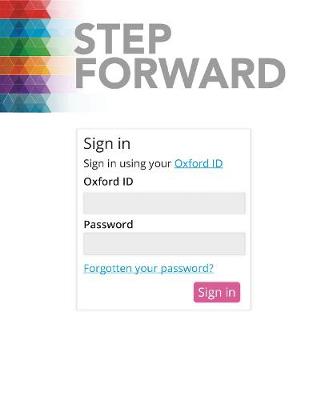 STEP
FORWARD
Sign in
Sign in using your Oxford ID
Oxford ID
Password
Forgotten your password?
Sign in